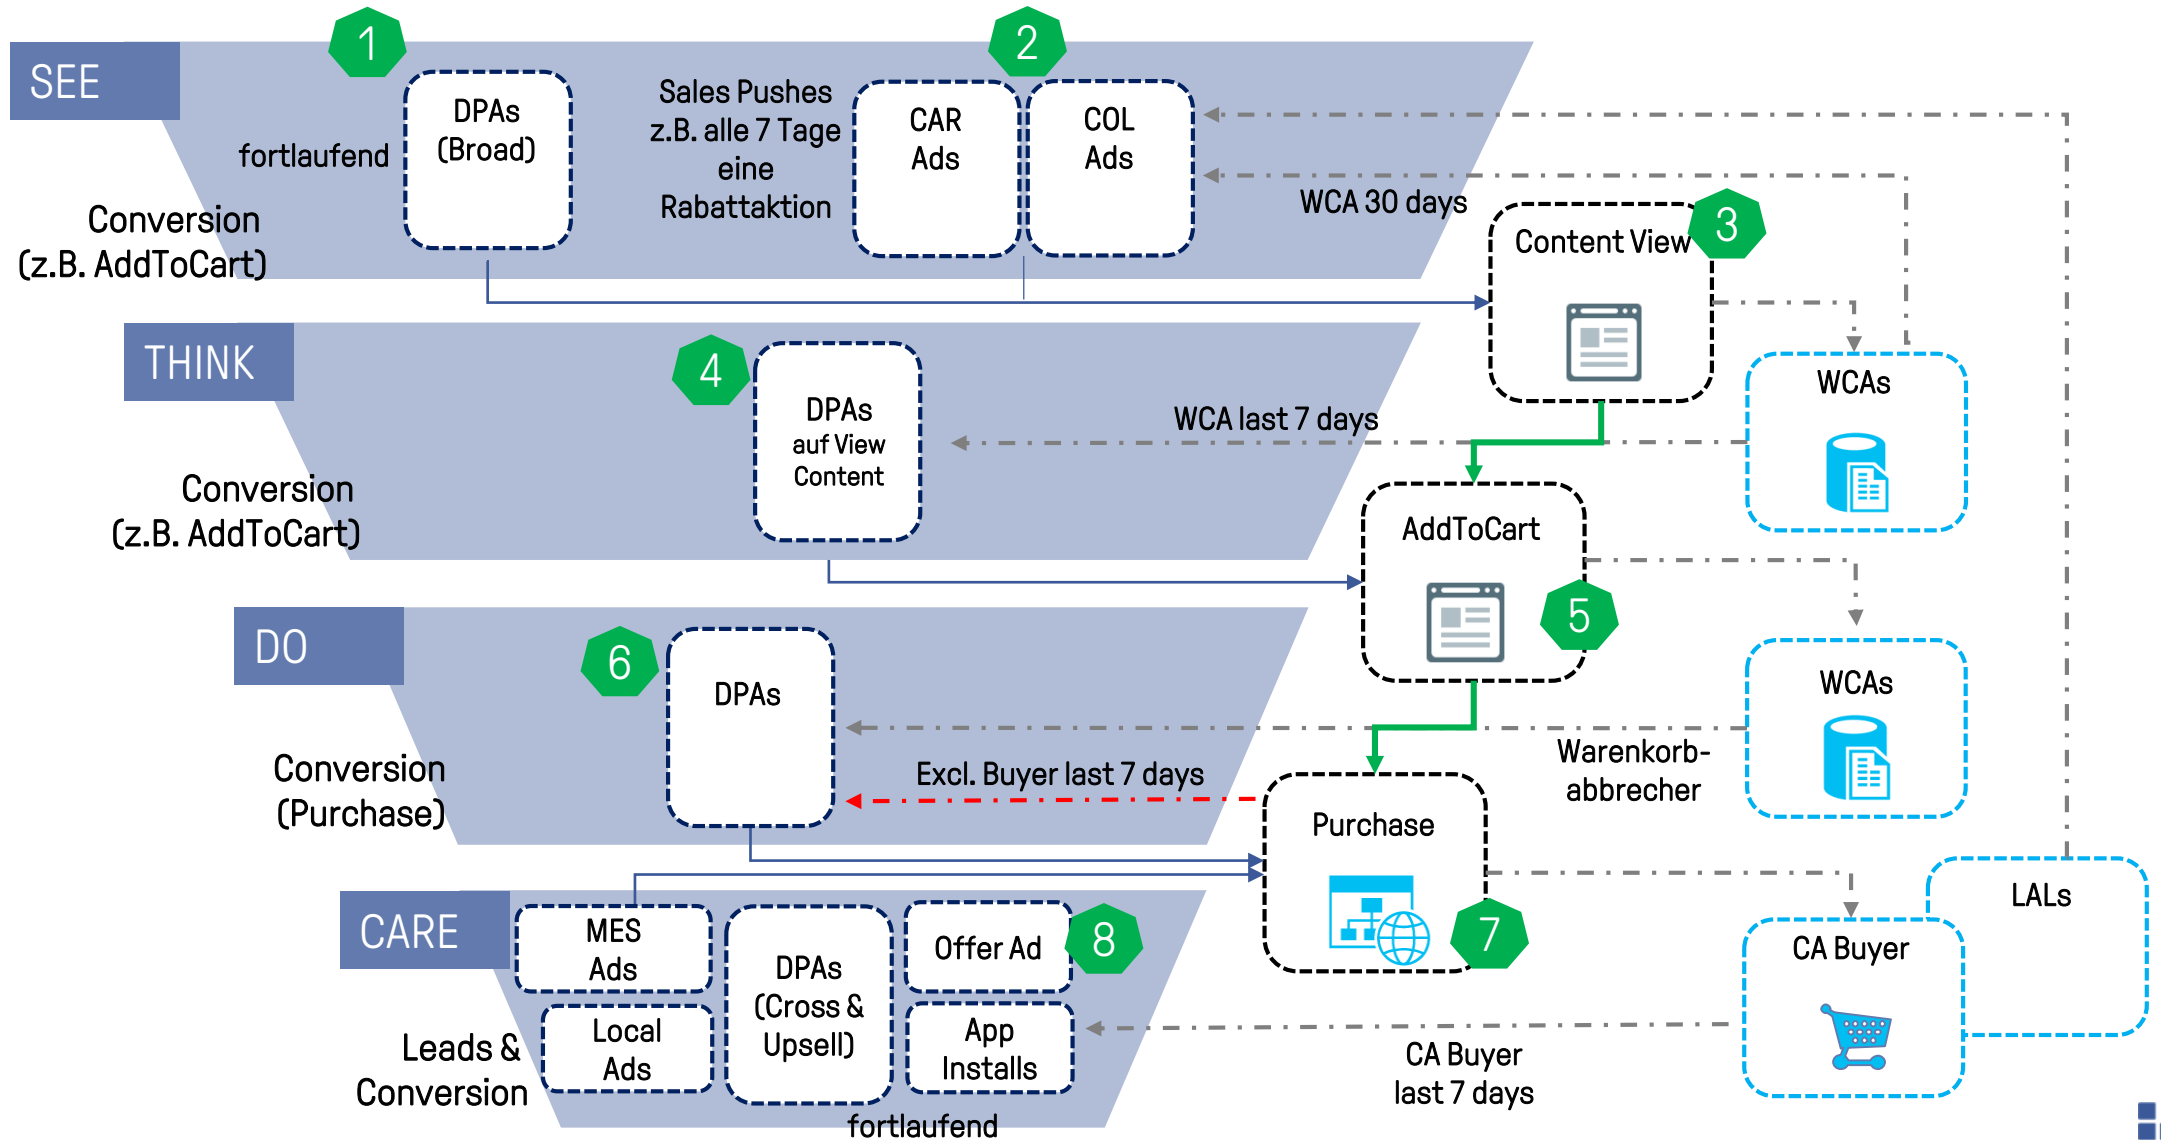 SEE
1
2
DPAs
(Broad)
fortlaufend
Sales Pushes
z.B. alle 7 Tage
eine
Rabattaktion
CAR
Ads
COL
Ads
WCA 30 days
Conversion
(z.B. AddToCart)
3
Content View
THINK
4
DPAs
auf View
Content
WCA last 7 days
WCAs
Conversion
(z.B. AddToCart)
AddToCart
5
DO
6
DPAs
WCAs
Warenkorb-
abbrecher
Excl. Buyer last 7 days
Conversion
(Purchase)
Purchase
7
CARE
MES
Ads
DPAs
(Cross &
Upsell)
Offer Ad
8
Local
Ads
App
Installs
Leads &
Conversion
fortlaufend
CA Buyer
last 7 days
LALs
CA Buyer